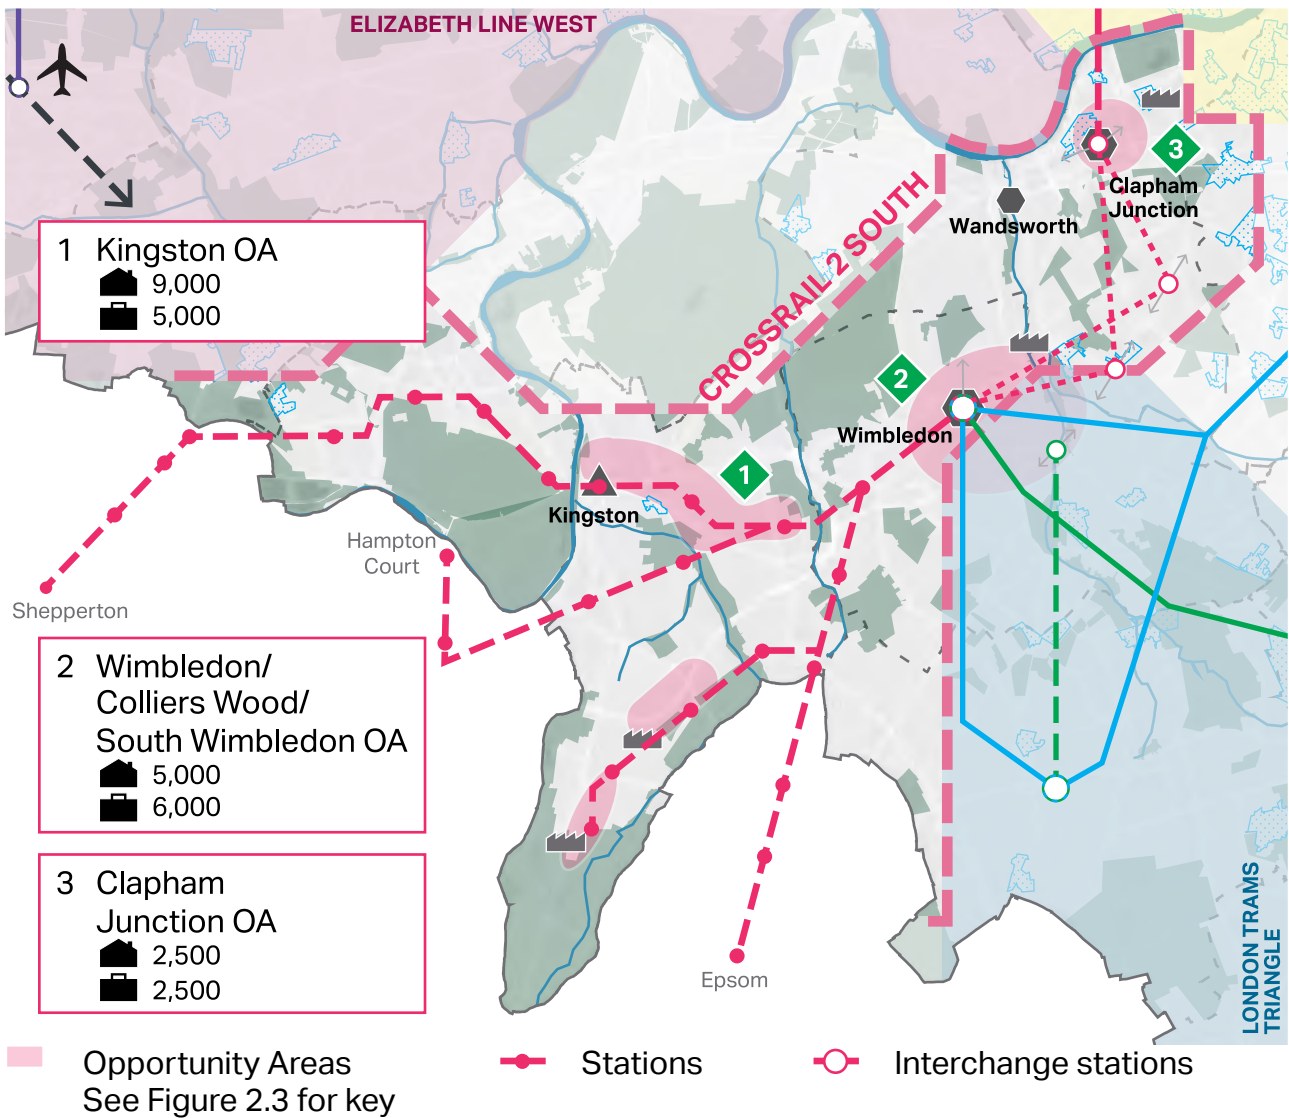 ELIZABETH LINE WEST
3
Clapham
Junction
Wandsworth
1 Kingston OA
9,000
5,000
CROSSRAIL 2 SOUTH
2
Wimbledon
1
Kingston
Hampton
Court
Shepperton
2 Wimbledon/
Colliers Wood/
South Wimbledon OA
5,000
6,000
3 Clapham
Junction OA
2,500
2,500
Epsom
LONDON TRAMS
TRIANGLE
Opportunity Areas
See Figure 2.3 for key
Stations
Interchange stations